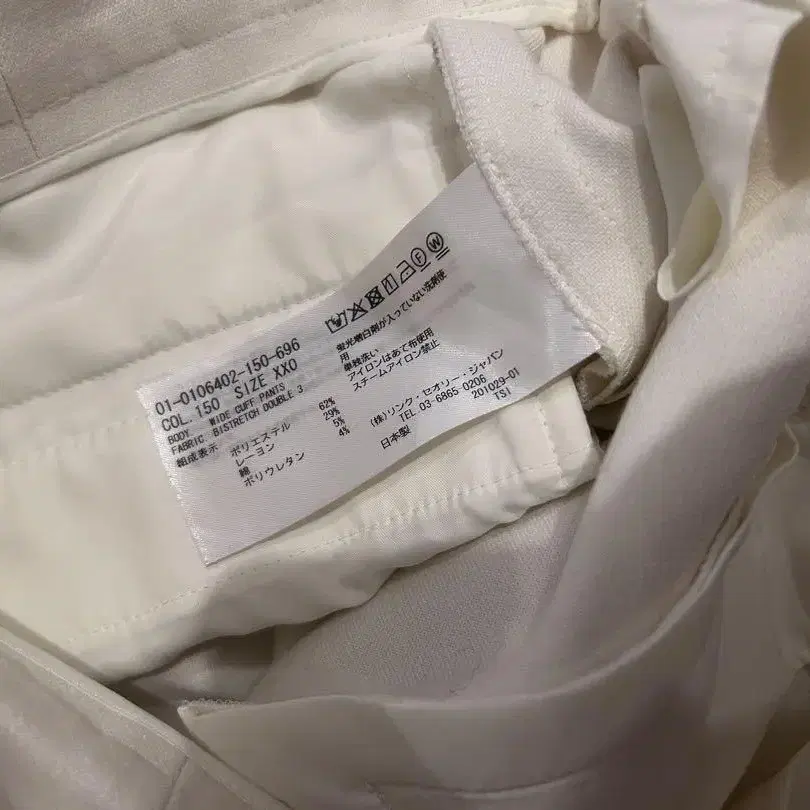 01-0106402-150-696
COL. 150 SIZE XXO
BODY WIDE CUFF PANTS
FABRIC BISTRETCH DOUBLE 3
組成表示 ポリエステル 62%
レーヨン 29%
綿 5%
ポリウレタン 4%
F W
蛍光増白剤が入っていない洗剤使
用
単独洗い
アイロンはあて布使用
スチームアイロン禁止
(株)リンク・セオリー・ジャパン
TEL 03-6865-0206
日本製 201029-01
TSI